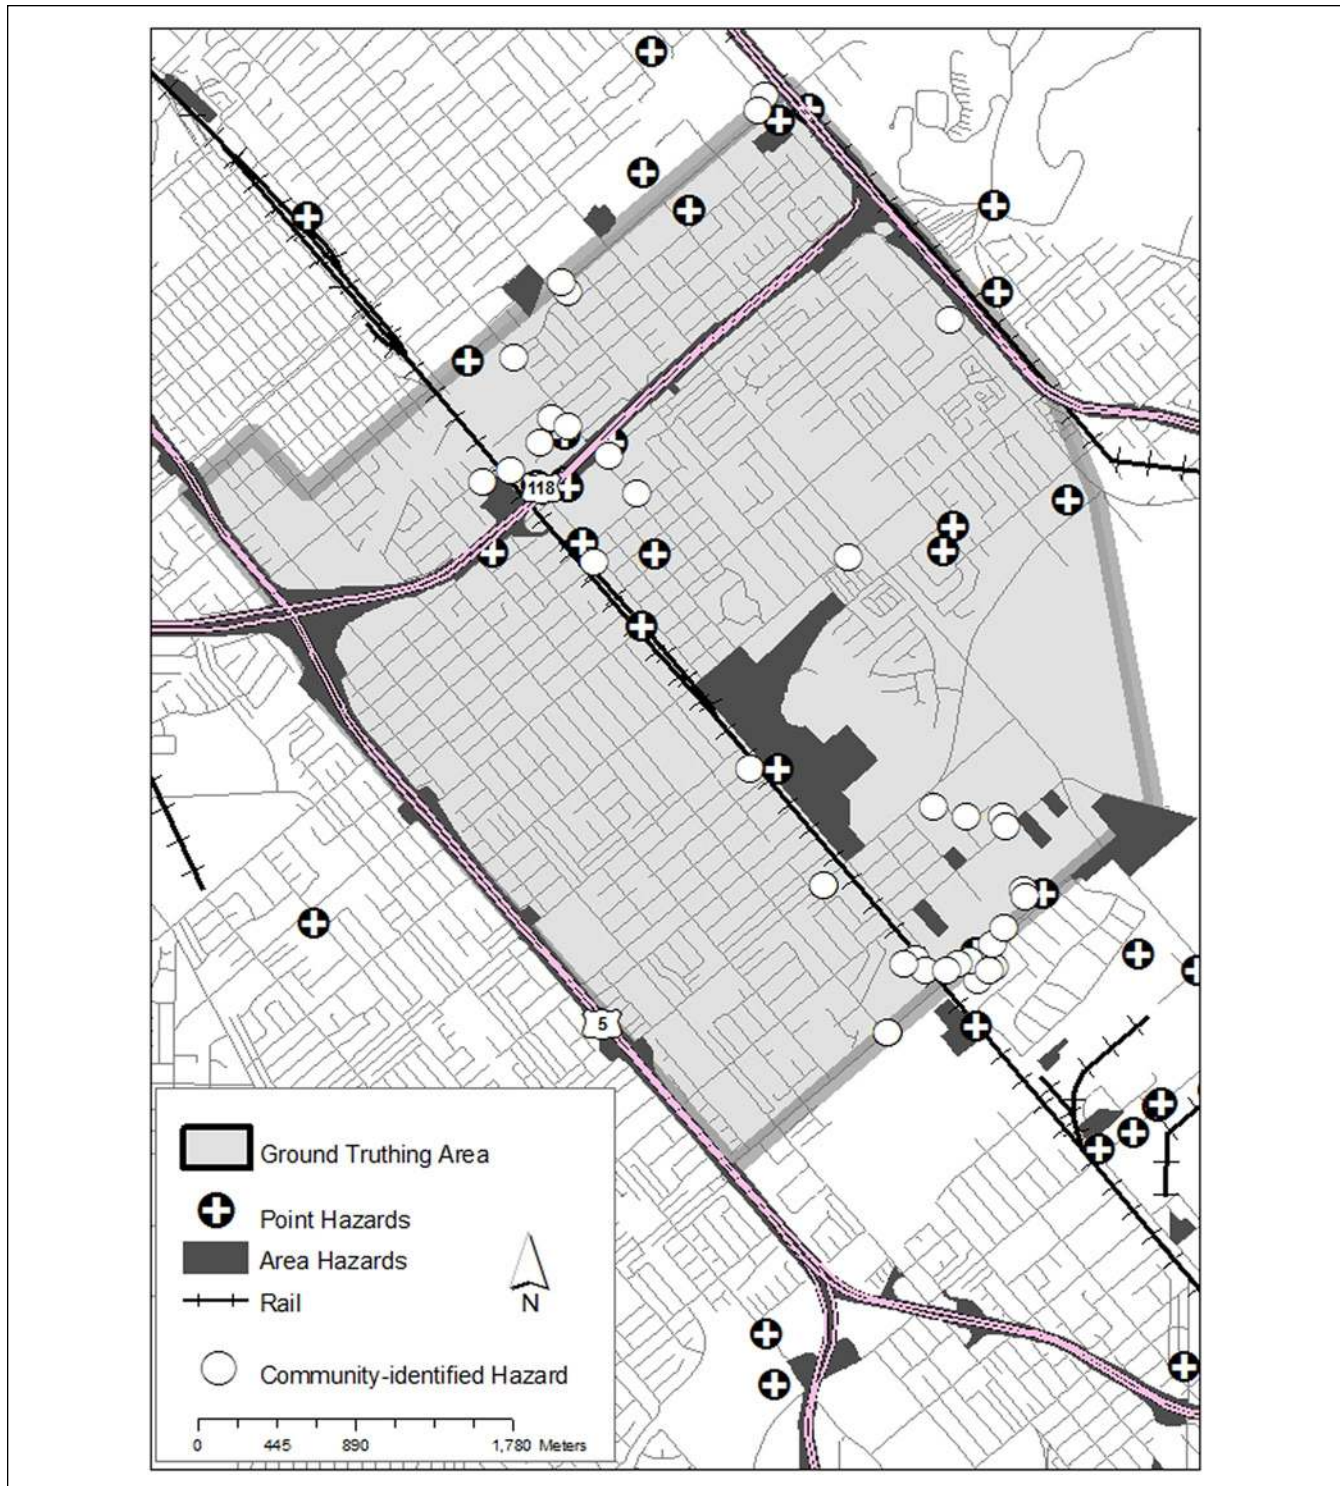 118
5
Ground Truthing Area
Point Hazards
Area Hazards
Rail
N
Community-identified Hazard
0 445 890 1,780 Meters